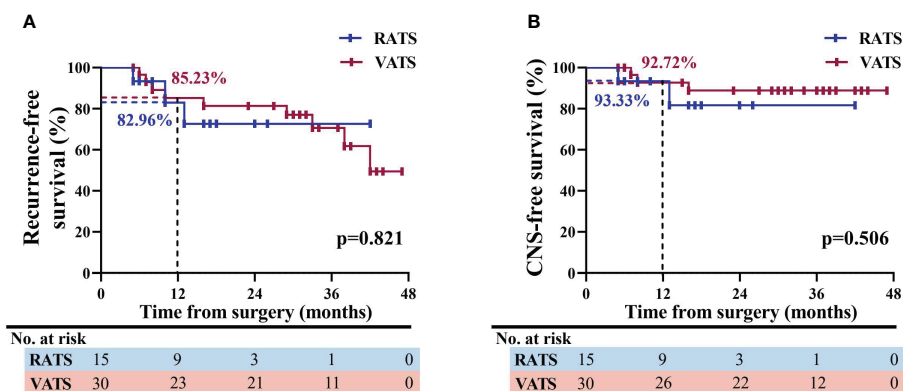 A
RATS
VATS
Recurrence-free
survival (%)
100
80
60
40
20
0
85.23%
82.96%
p=0.821
0 12 24 36 48
Time from surgery (months)
No. at risk
RATS 15 9 3 1 0
VATS 30 23 21 11 0
B
RATS
VATS
CNS-free survival (%)
100
80
60
40
20
0
92.72%
93.33%
p=0.506
0 12 24 36 48
Time from surgery (months)
No. at risk
RATS 15 9 3 1 0
VATS 30 26 22 12 0